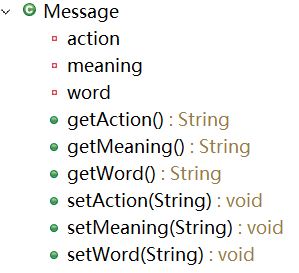 Message
action
meaning
word
getAction() : String
getMeaning() : String
getWord() : String
setAction(String) : void
setMeaning(String) : void
setWord(String) : void